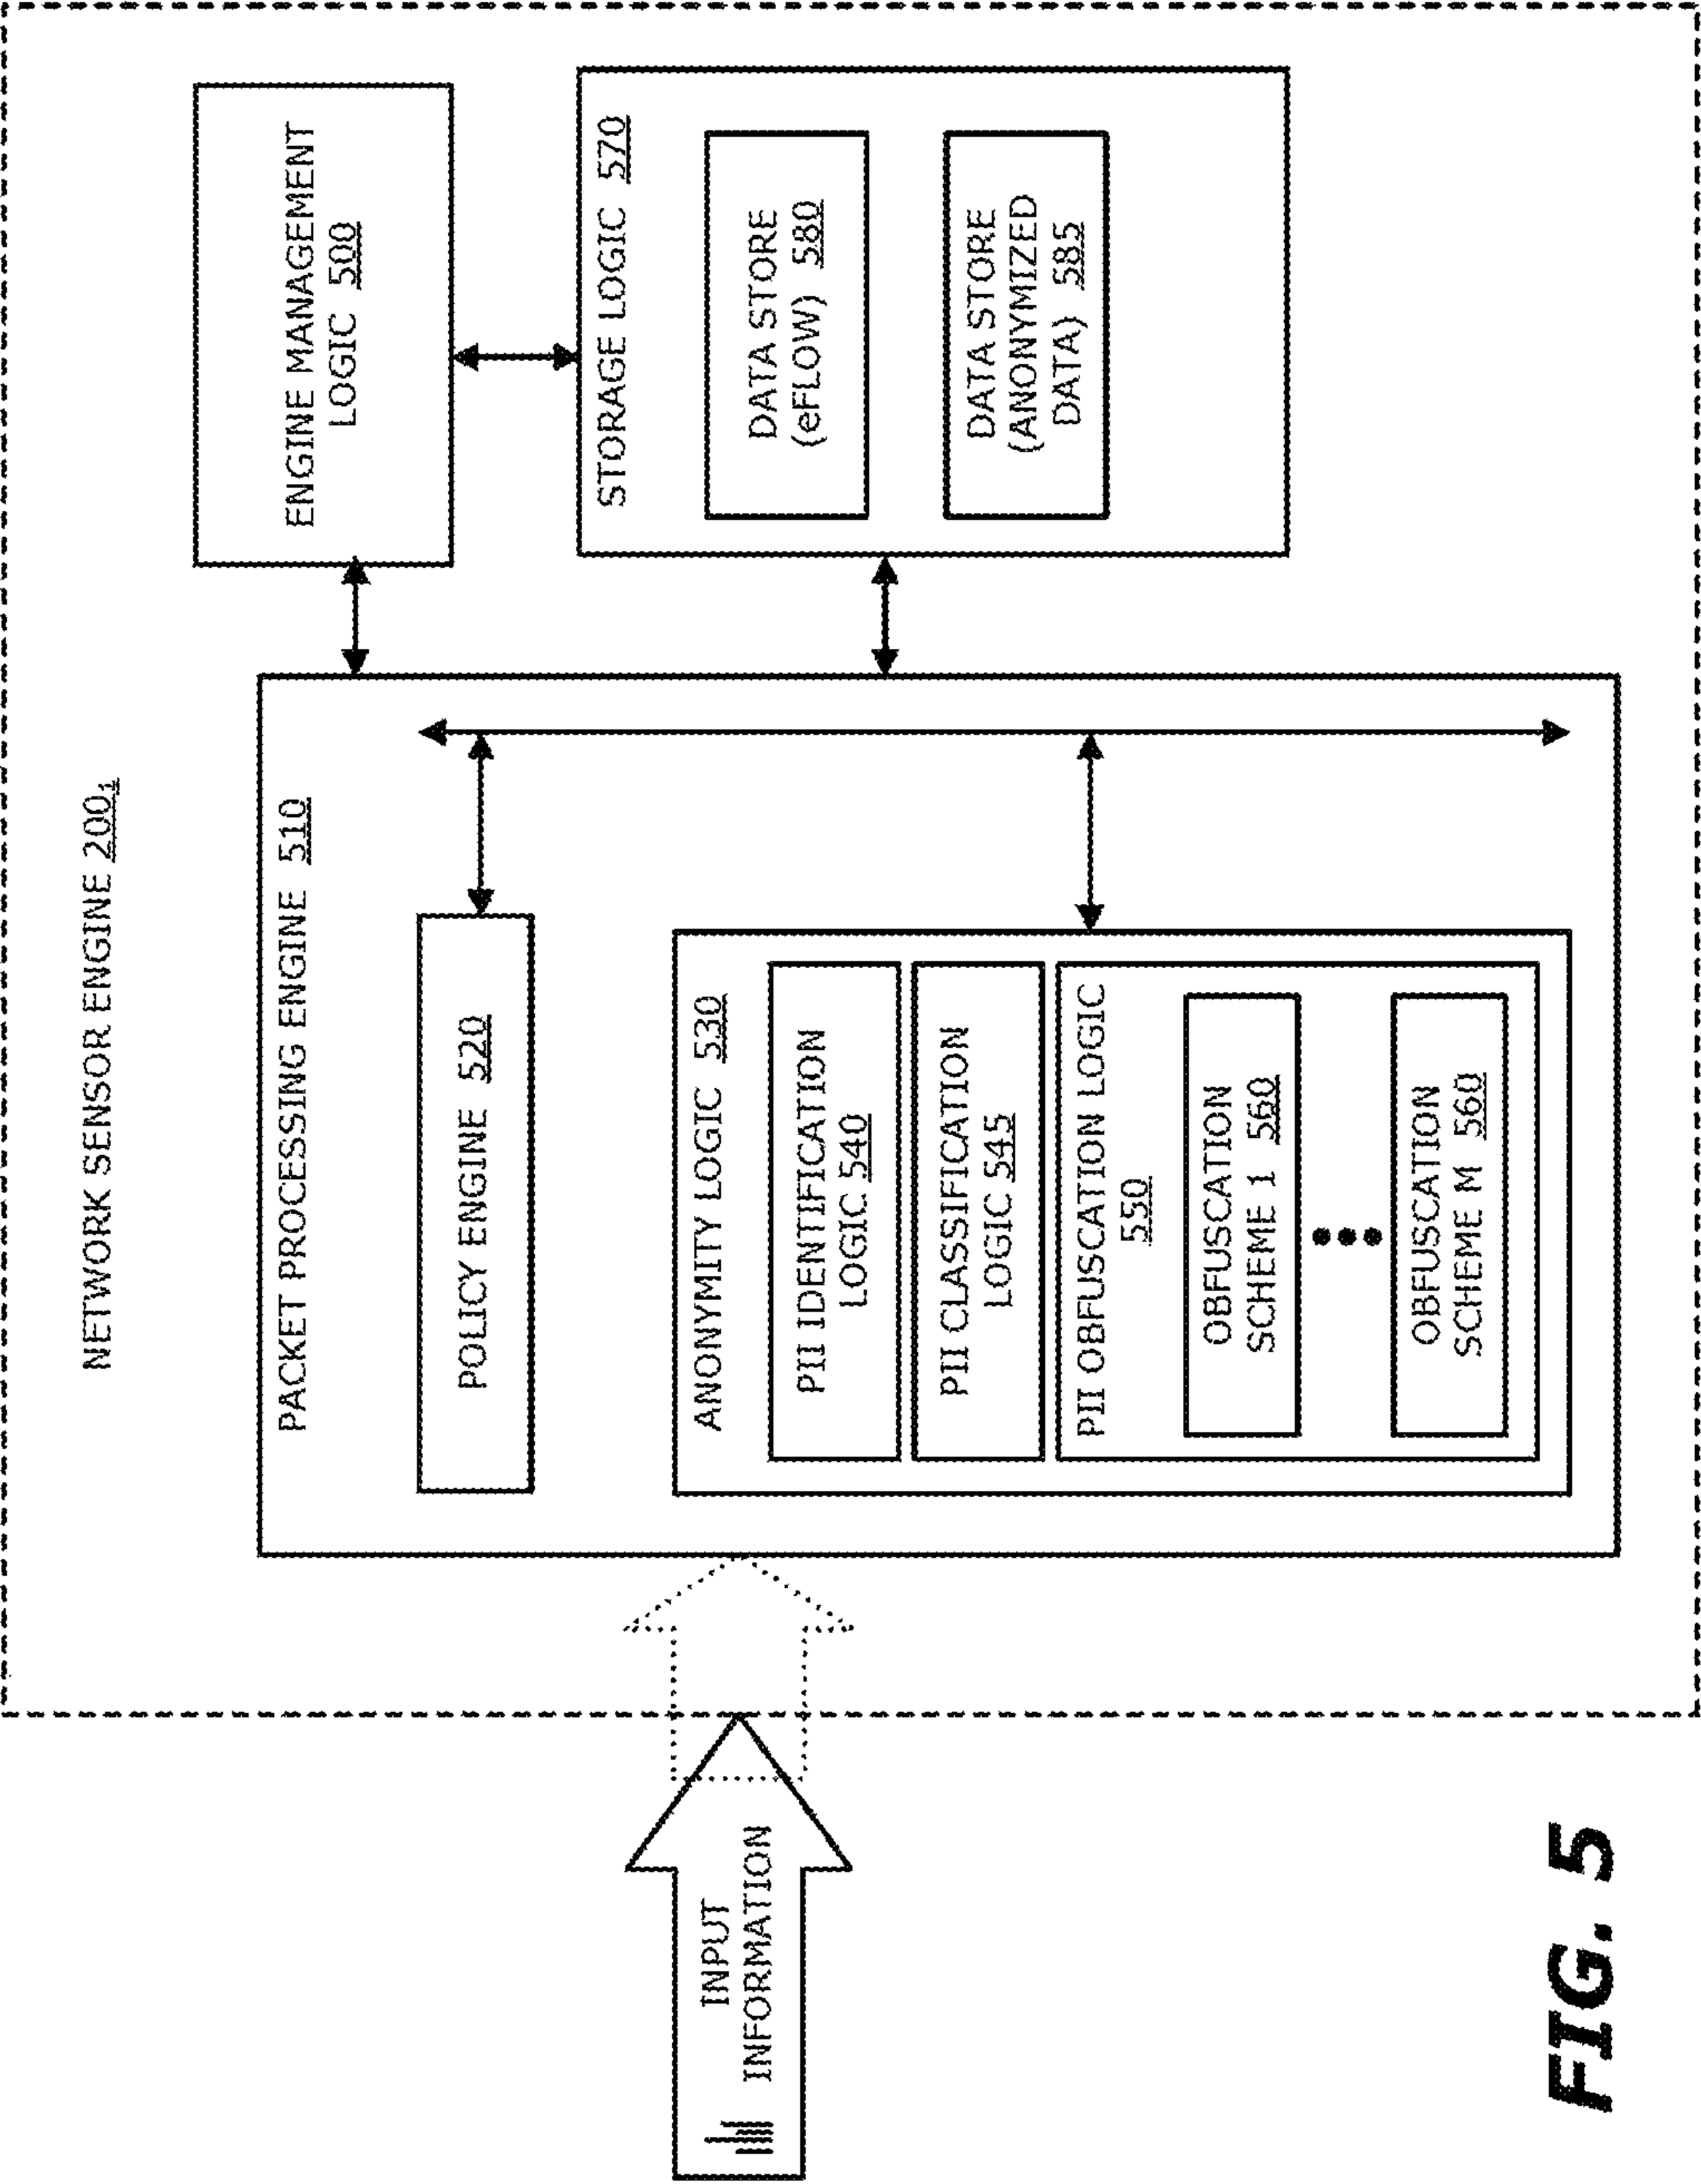 NETWORK SENSOR ENGINE 200₁
PACKET PROCESSING ENGINE 510
POLICY ENGINE 520
ANONYMITY LOGIC 530
PII IDENTIFICATION
LOGIC 540
PII CLASSIFICATION
LOGIC 545
PII OBFUSCATION LOGIC
550
OBFUSCATION
SCHEME 1 560
OBFUSCATION
SCHEME M 560
ENGINE MANAGEMENT
LOGIC 500
STORAGE LOGIC 570
DATA STORE
(eFLOW) 580
DATA STORE
(ANONYMIZED
DATA) 585
INPUT
INFORMATION
FIG. 5